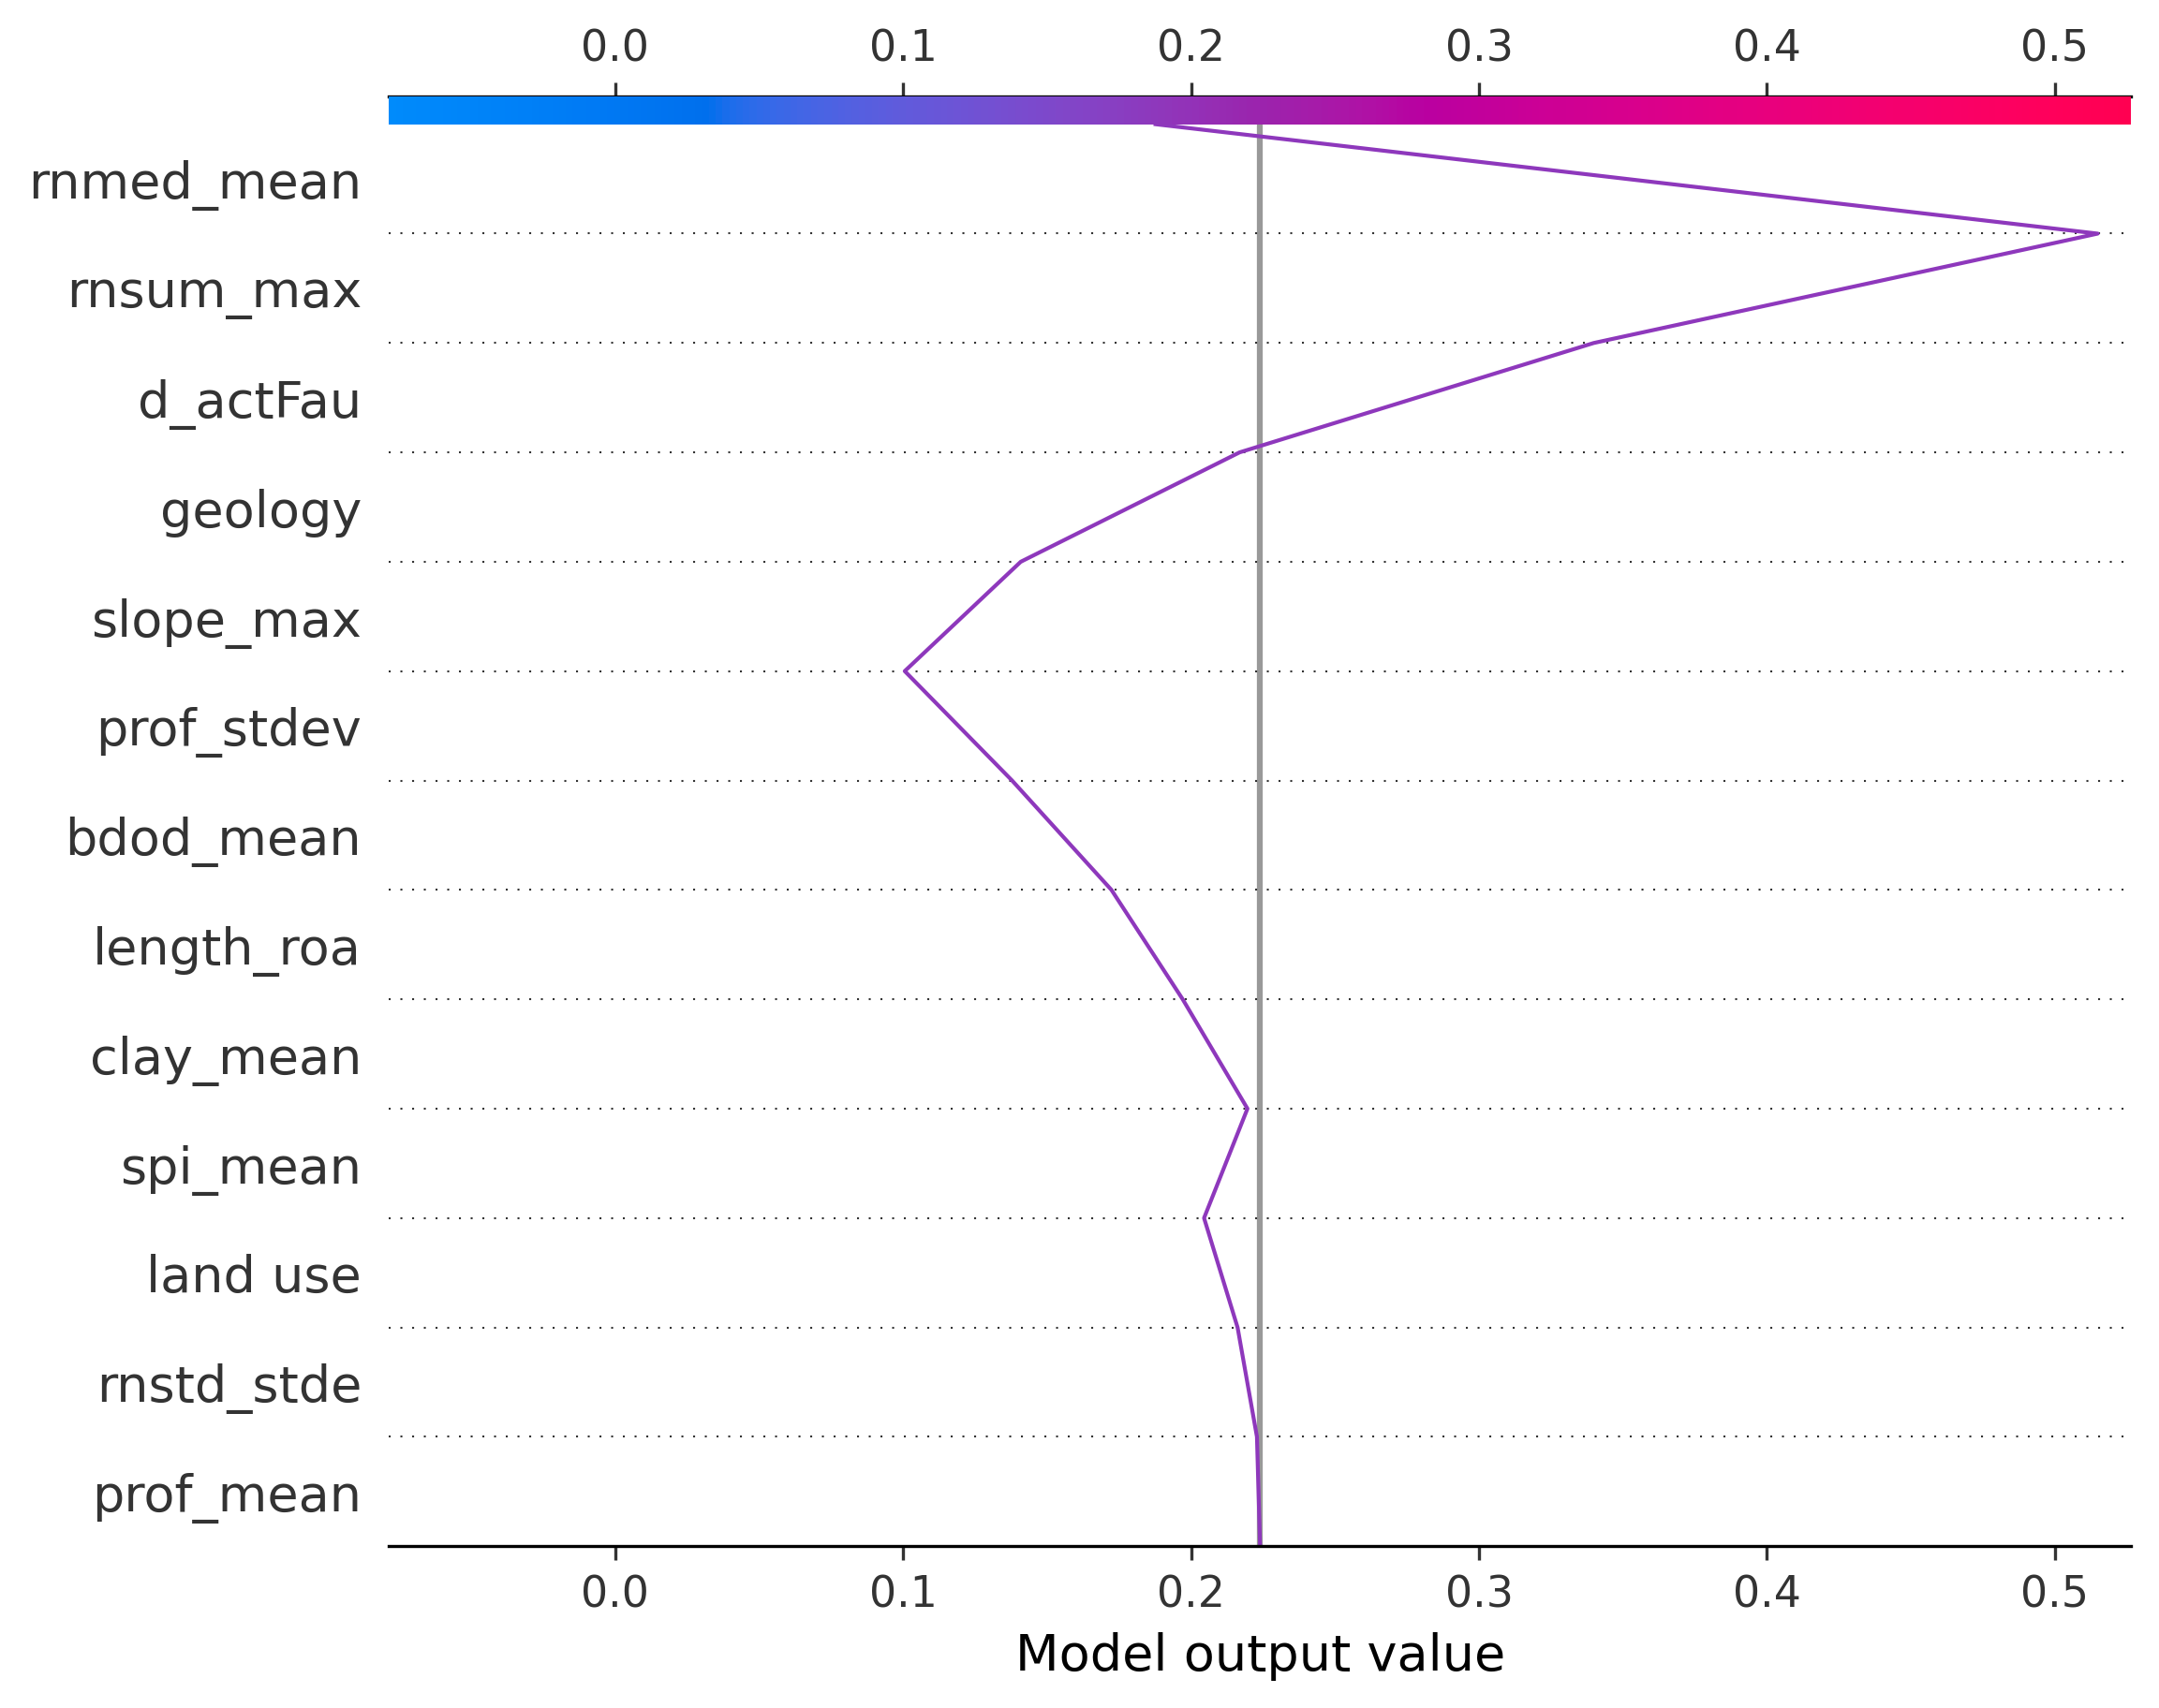 0.0 0.1 0.2 0.3 0.4 0.5
rnmed_mean
rnsum_max
d_actFau
geology
slope_max
prof_stdev
bdod_mean
length_roa
clay_mean
spi_mean
land use
rnstd_stde
prof_mean
0.0 0.1 0.2 0.3 0.4 0.5
Model output value